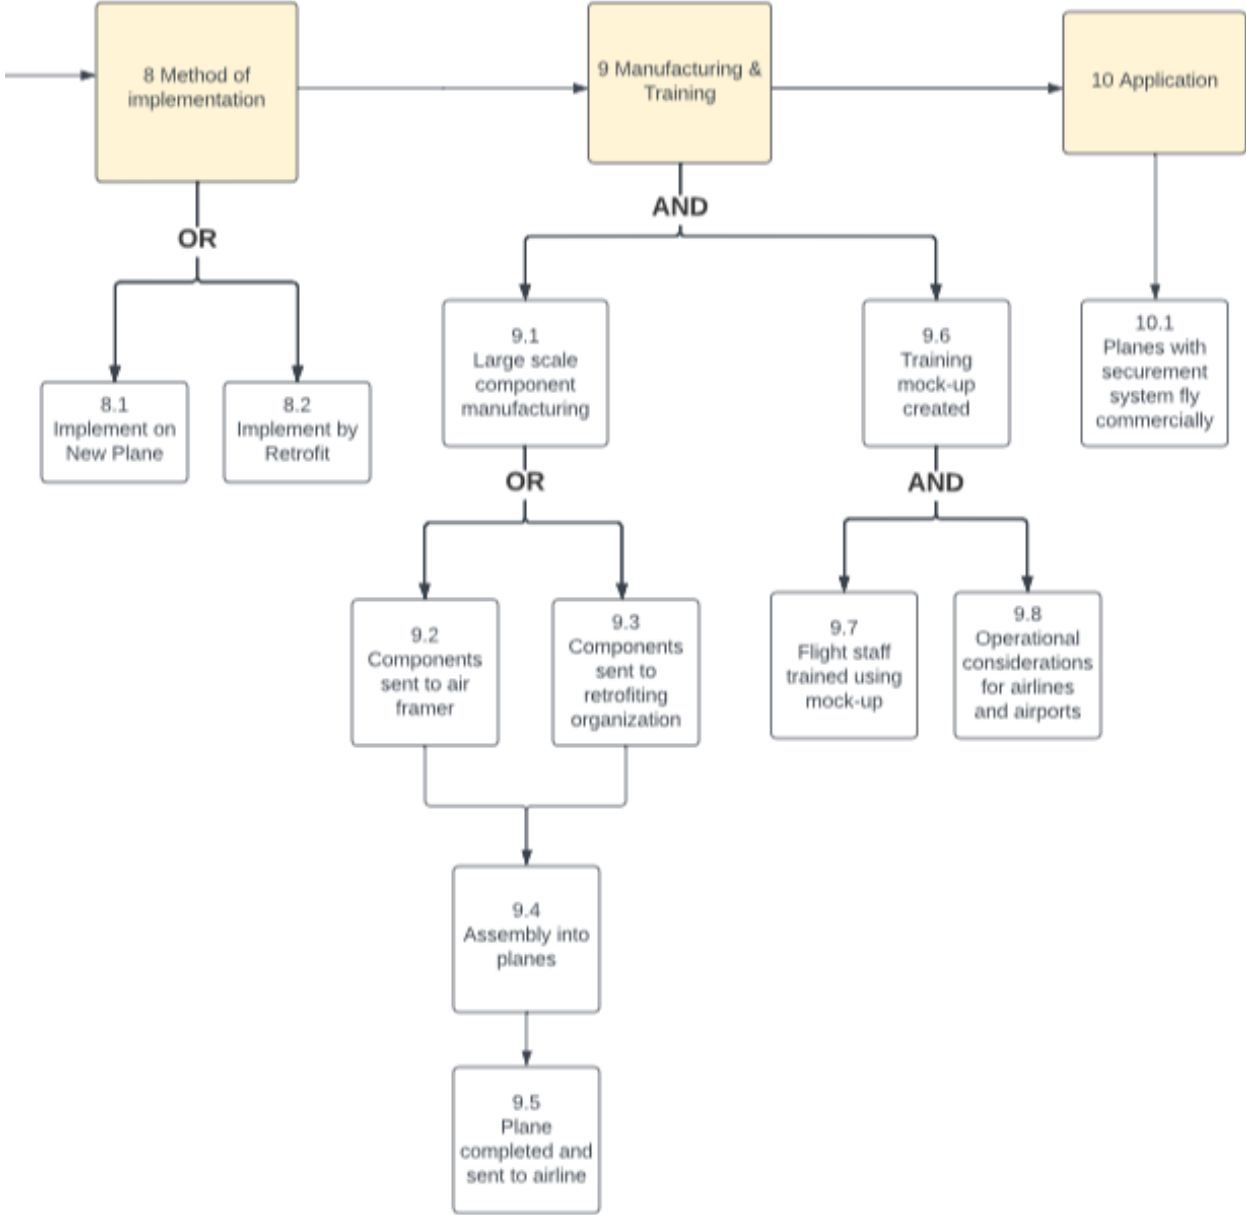 8 Method of
implementation
9 Manufacturing &
Training
10 Application
OR
AND
8.1
Implement on
New Plane
8.2
Implement by
Retrofit
9.1
Large scale
component
manufacturing
9.6
Training
mock-up
created
10.1
Planes with
securement
system fly
commercially
OR
AND
9.2
Components
sent to air
framer
9.3
Components
sent to
retrofiting
organization
9.7
Flight staff
trained using
mock-up
9.8
Operational
considerations
for airlines
and airports
9.4
Assembly into
planes
9.5
Plane
completed and
sent to airline